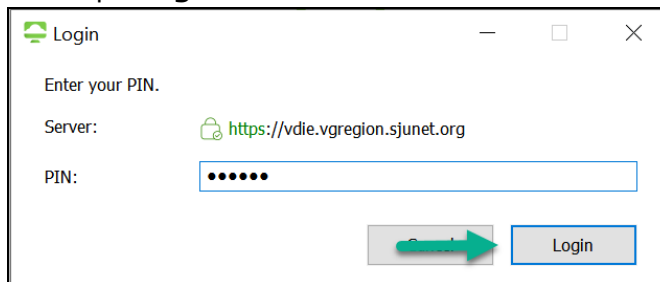 Login
Enter your PIN.
Server: https://vdie.vgregion.sjunet.org
PIN: ●●●●●●
Login